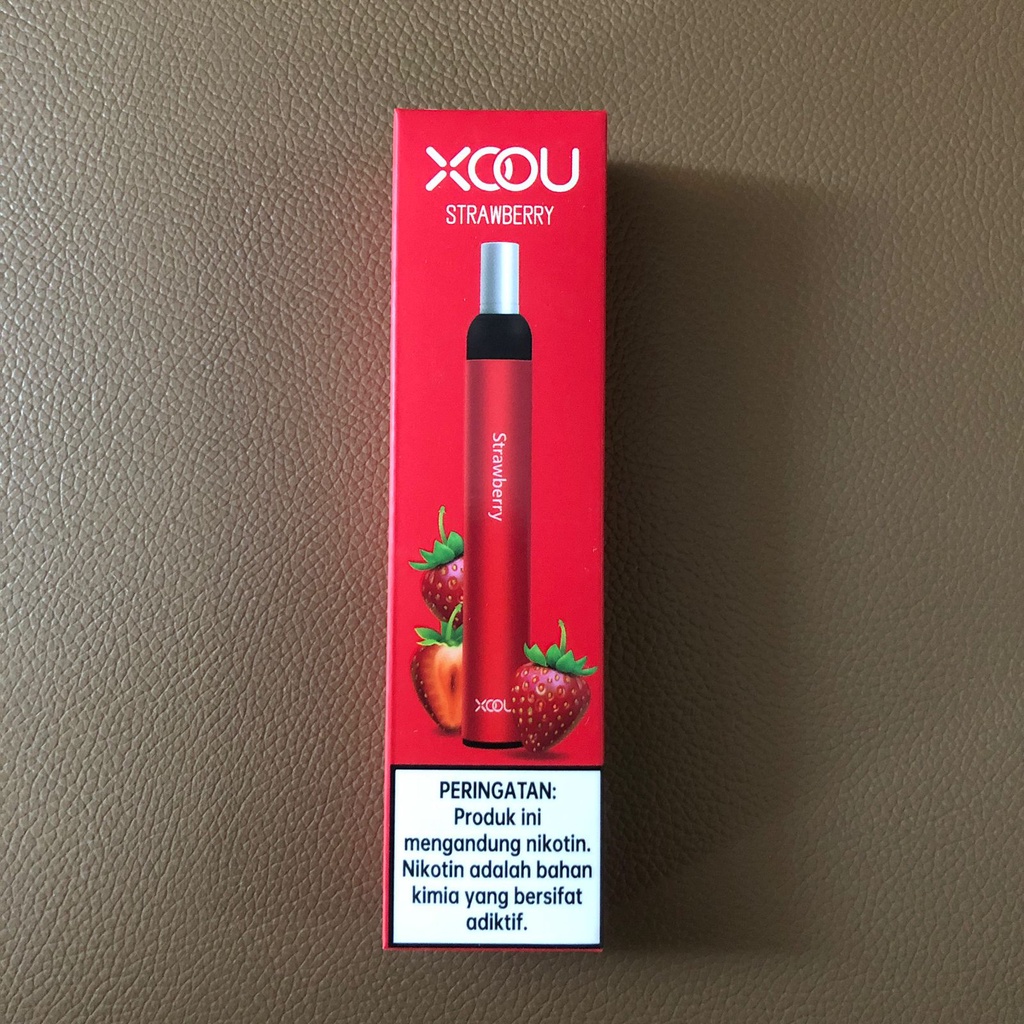 XOOU
STRAWBERRY
Strawberry
XOOU
PERINGATAN:
Produk ini
mengandung nikotin.
Nikotin adalah bahan
kimia yang bersifat
adiktif.